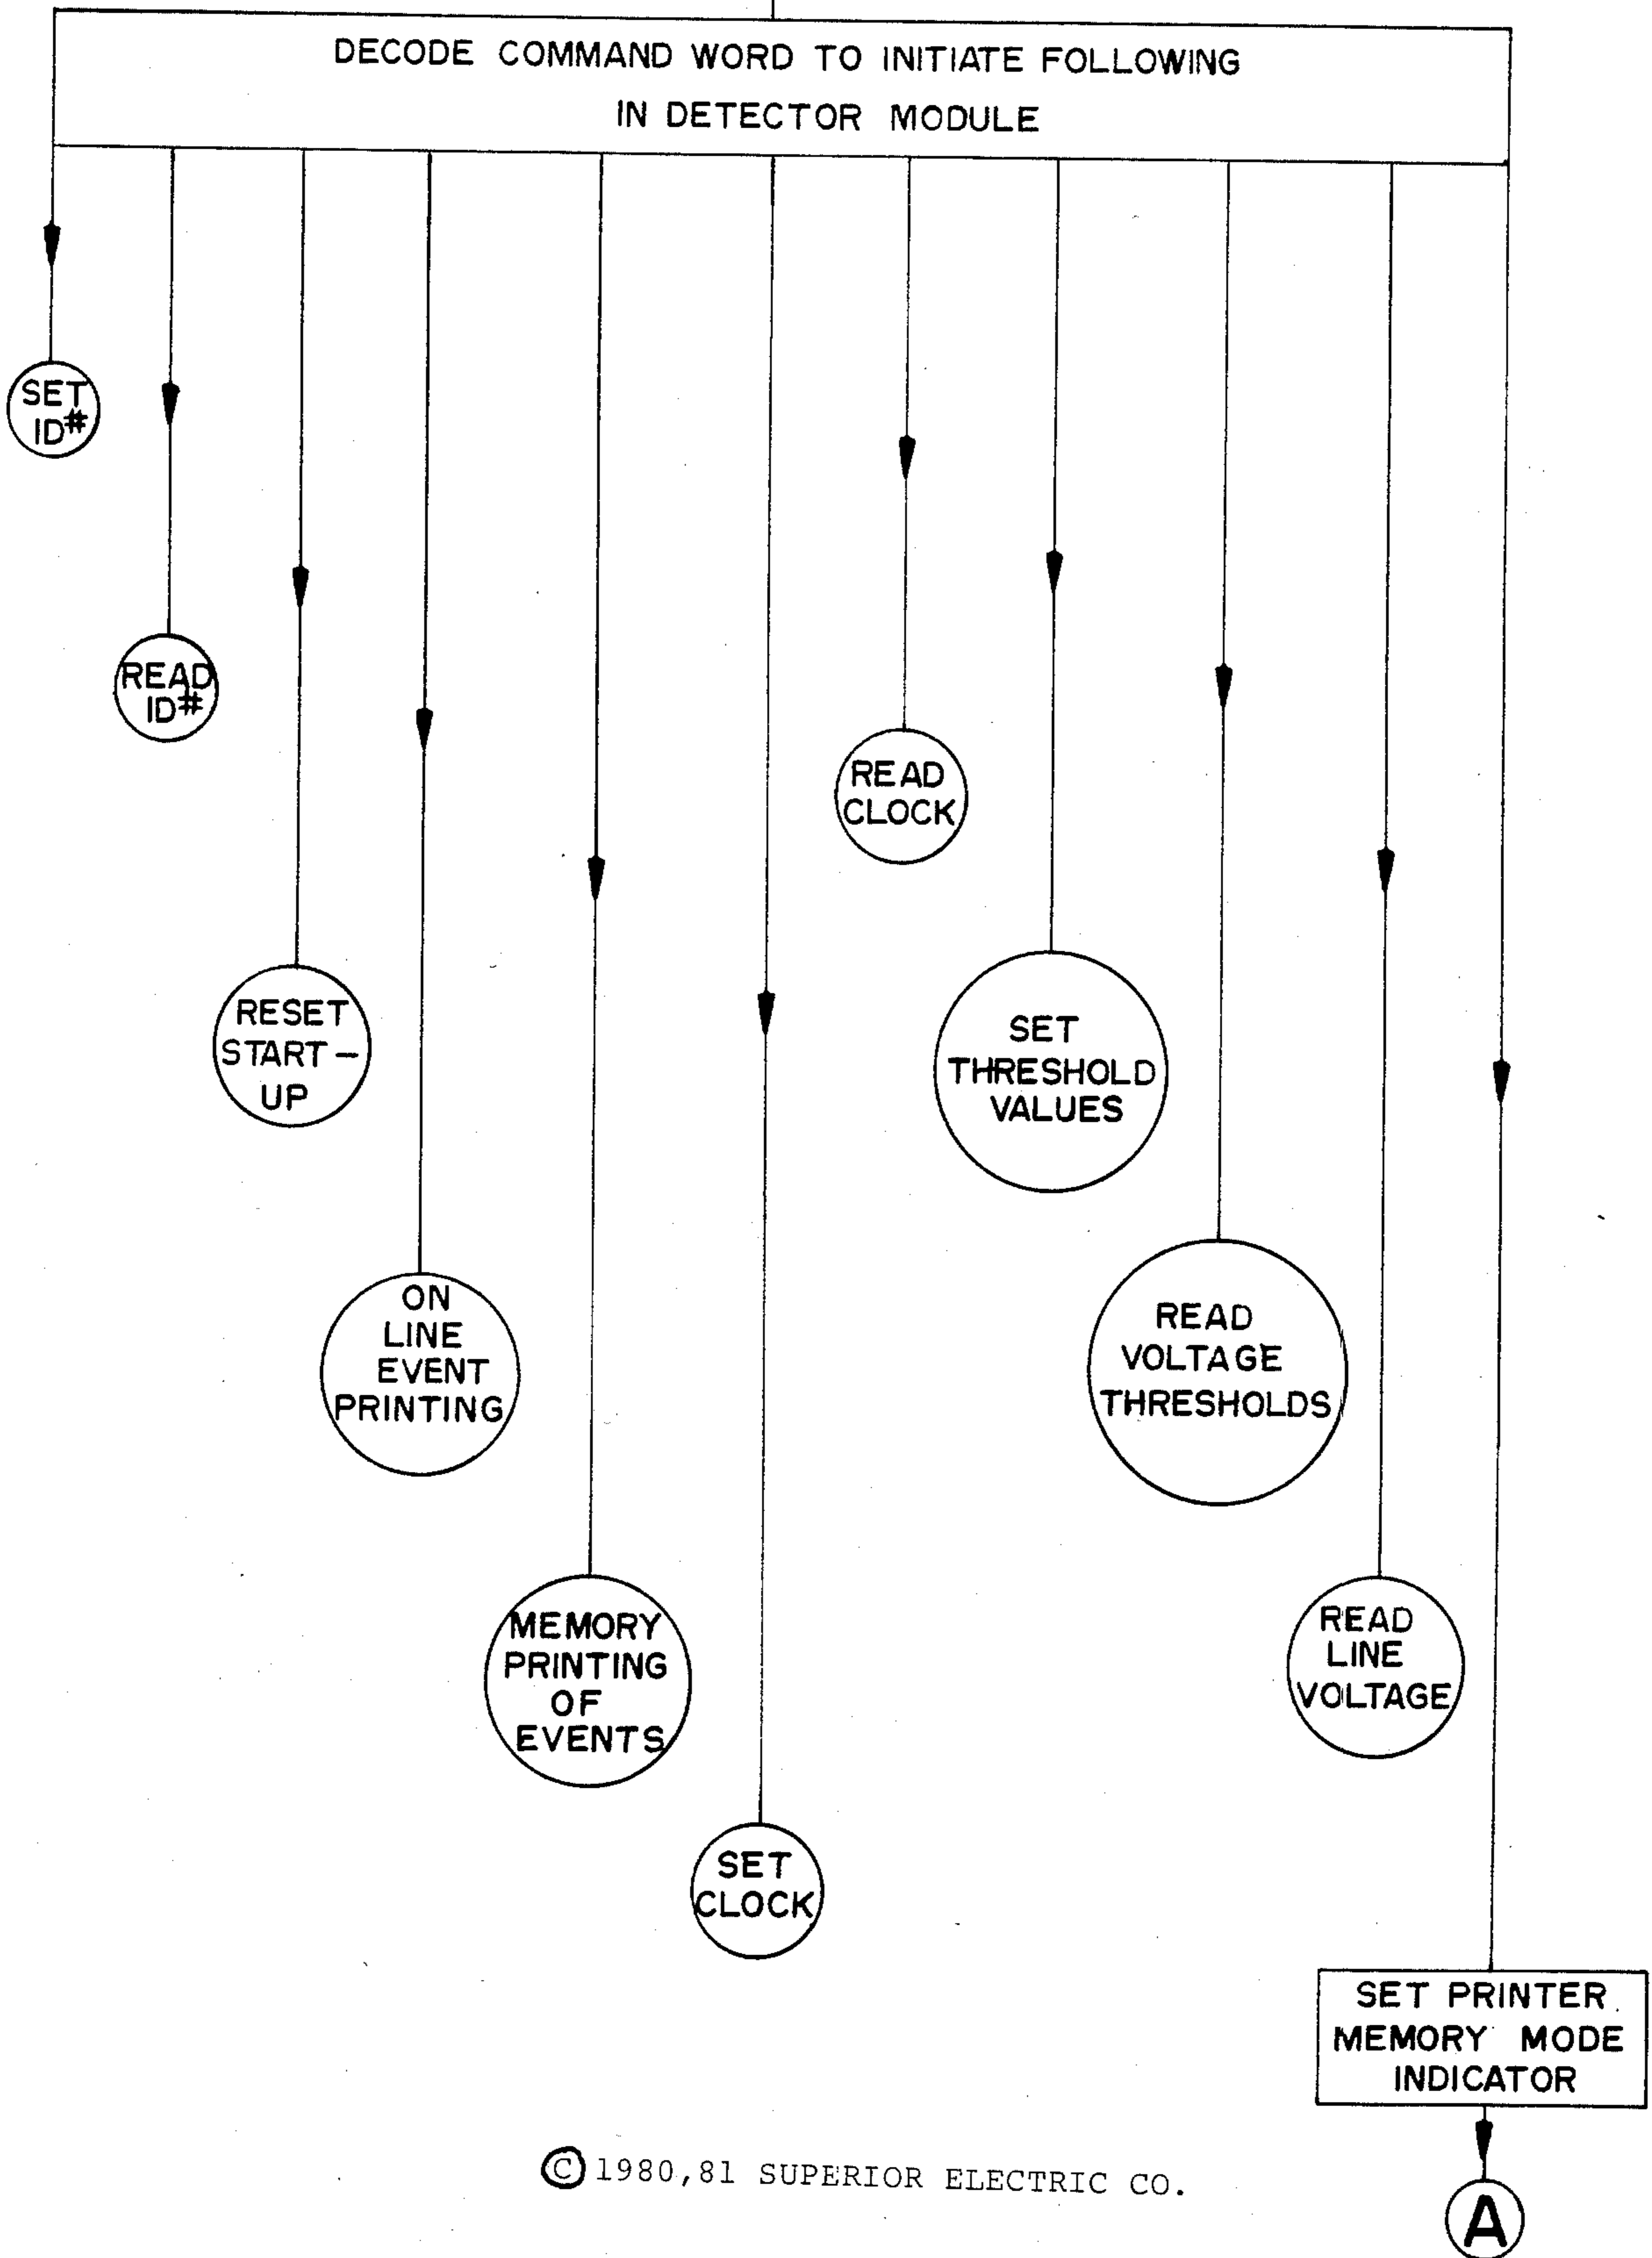 DECODE COMMAND WORD TO INITIATE FOLLOWING
IN DETECTOR MODULE
SET
ID#
READ
ID#
RESET
START-
UP
ON
LINE
EVENT
PRINTING
MEMORY
PRINTING
OF
EVENTS
SET
CLOCK
READ
CLOCK
SET
THRESHOLD
VALUES
READ
VOLTAGE
THRESHOLDS
READ
LINE
VOLTAGE
SET PRINTER
MEMORY MODE
INDICATOR
A
© 1980,81 SUPERIOR ELECTRIC CO.